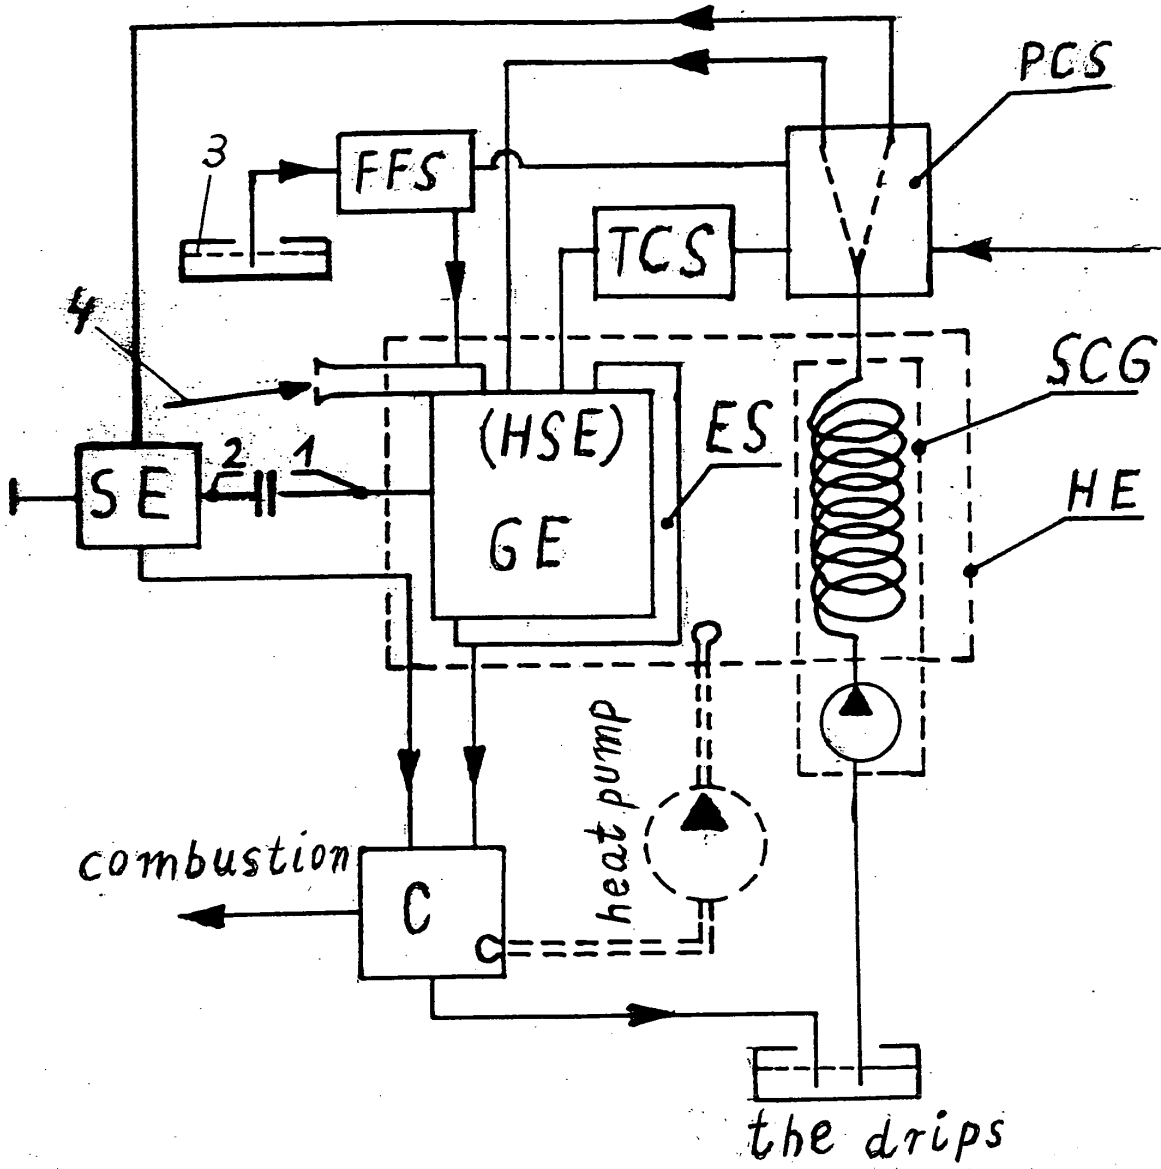 PCS
3
FFS
TCS
4
SCG
(HSE)
ES
2
1
SE
HE
GE
heat pump
combustion
C
the drips